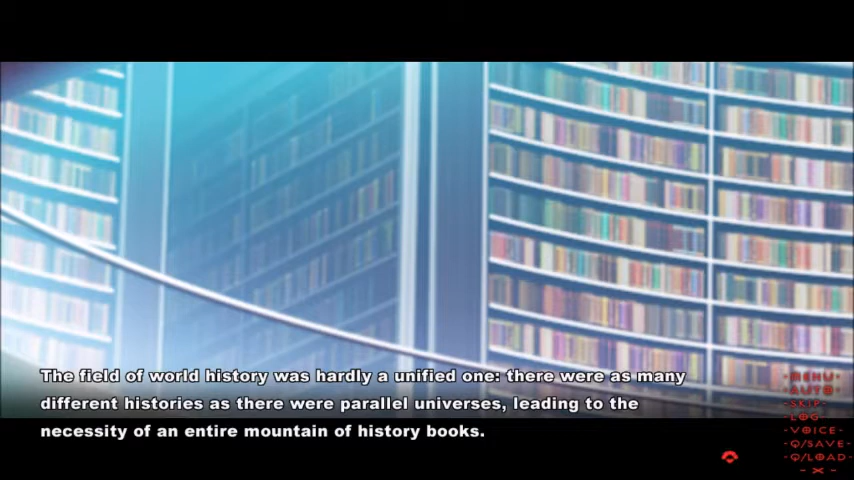 The field of world history was hardly a unified one: there were as many
different histories as there were parallel universes, leading to the
necessity of an entire mountain of history books.
-MENU-
-AUTO-
-SKIP-
-LOG-
-VOICE-
-Q/SAVE-
-Q/LOAD-